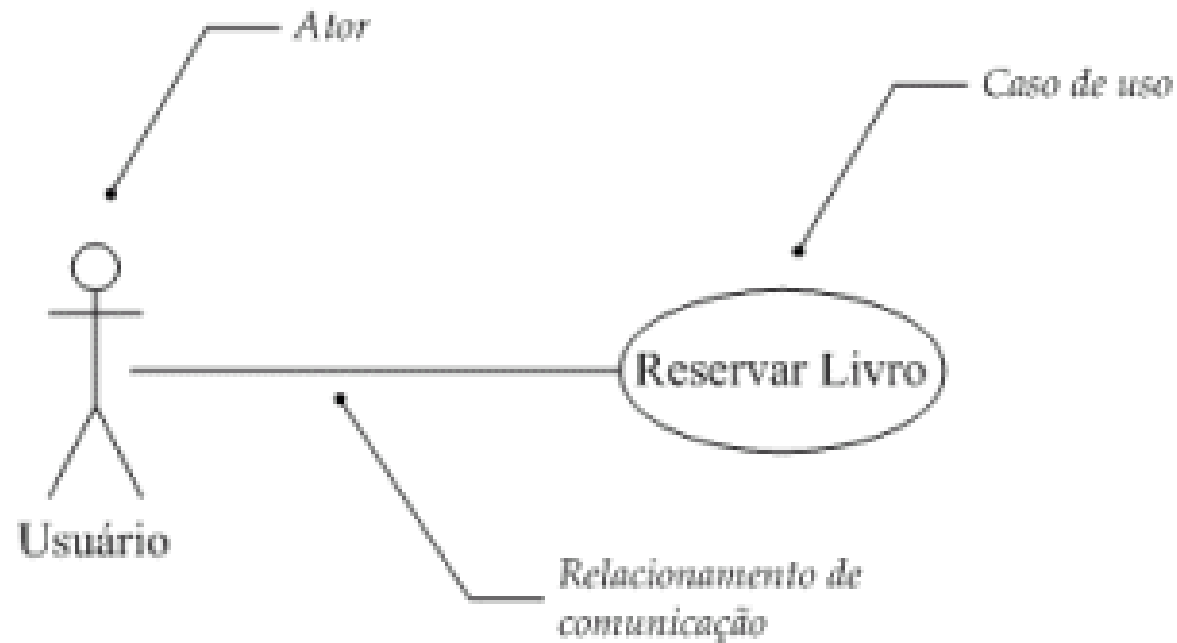 Ator
Caso de uso
Reservar Livro
Usuário
Relacionamento de
comunicação